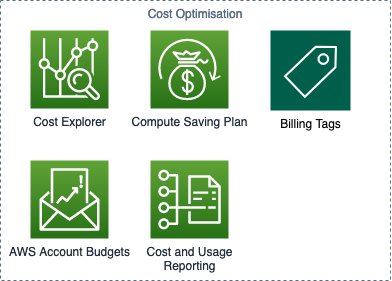 Cost Optimisation
Cost Explorer
Compute Saving Plan
Billing Tags
AWS Account Budgets
Cost and Usage
Reporting